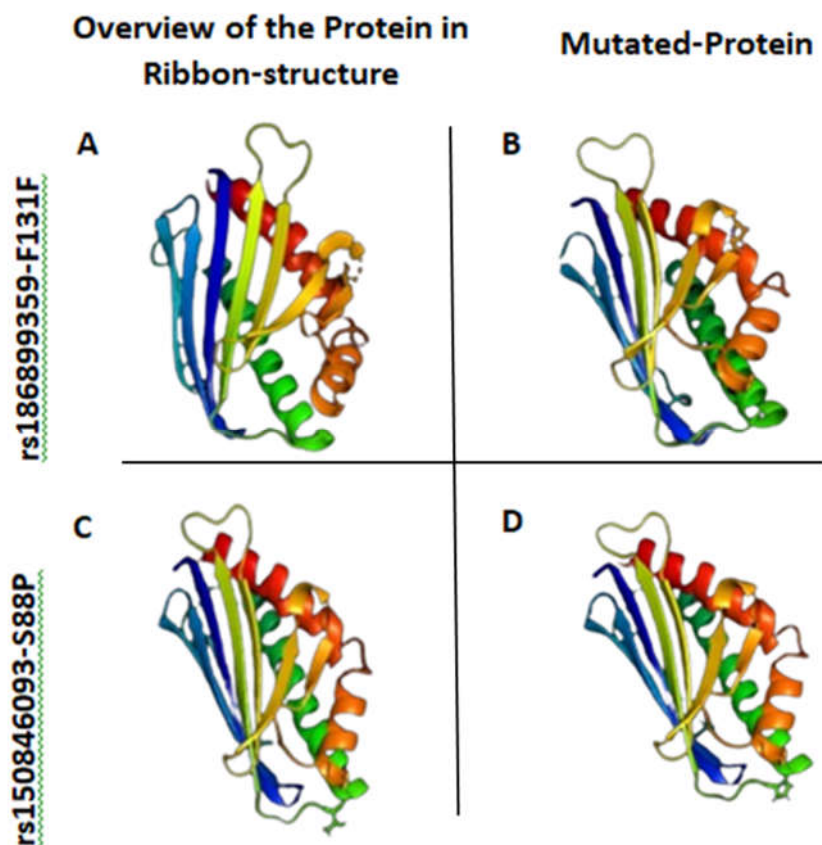 Overview of the Protein in
Ribbon-structure
Mutated-Protein
A
B
rs186899359-F131F
C
D
rs150846093-S88P